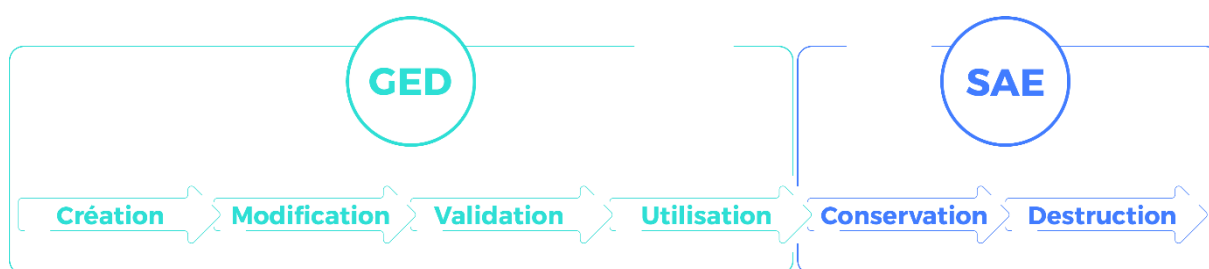 GED
SAE
Création
Modification
Validation
Utilisation
Conservation
Destruction